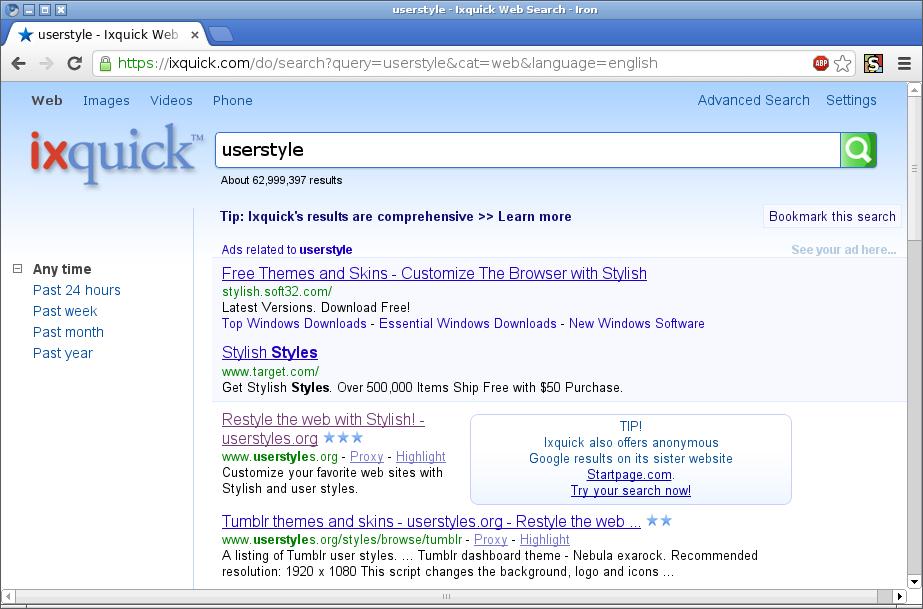 userstyle - Ixquick Web Search - Iron
userstyle - Ixquick Web
https://ixquick.com/do/search?query=userstyle&cat=web&language=english
ABP
S
Web Images Videos Phone Advanced Search Settings
ixquick™
userstyle
About 62,999,397 results
Tip: Ixquick's results are comprehensive >> Learn more
Bookmark this search
Any time
Past 24 hours
Past week
Past month
Past year
Ads related to userstyle See your ad here...
Free Themes and Skins - Customize The Browser with Stylish
stylish.soft32.com/
Latest Versions. Download Free!
Top Windows Downloads - Essential Windows Downloads - New Windows Software
Stylish Styles
www.target.com/
Get Stylish Styles. Over 500,000 Items Ship Free with $50 Purchase.
Restyle the web with Stylish! -
userstyles.org
www.userstyles.org - Proxy - Highlight
Customize your favorite web sites with
Stylish and user styles.
TIP!
Ixquick also offers anonymous
Google results on its sister website
Startpage.com.
Try your search now!
Tumblr themes and skins - userstyles.org - Restyle the web ...
www.userstyles.org/styles/browse/tumblr - Proxy - Highlight
A listing of Tumblr user styles. ... Tumblr dashboard theme - Nebula exarock. Recommended
resolution: 1920 x 1080 This script changes the background, logo and icons ...